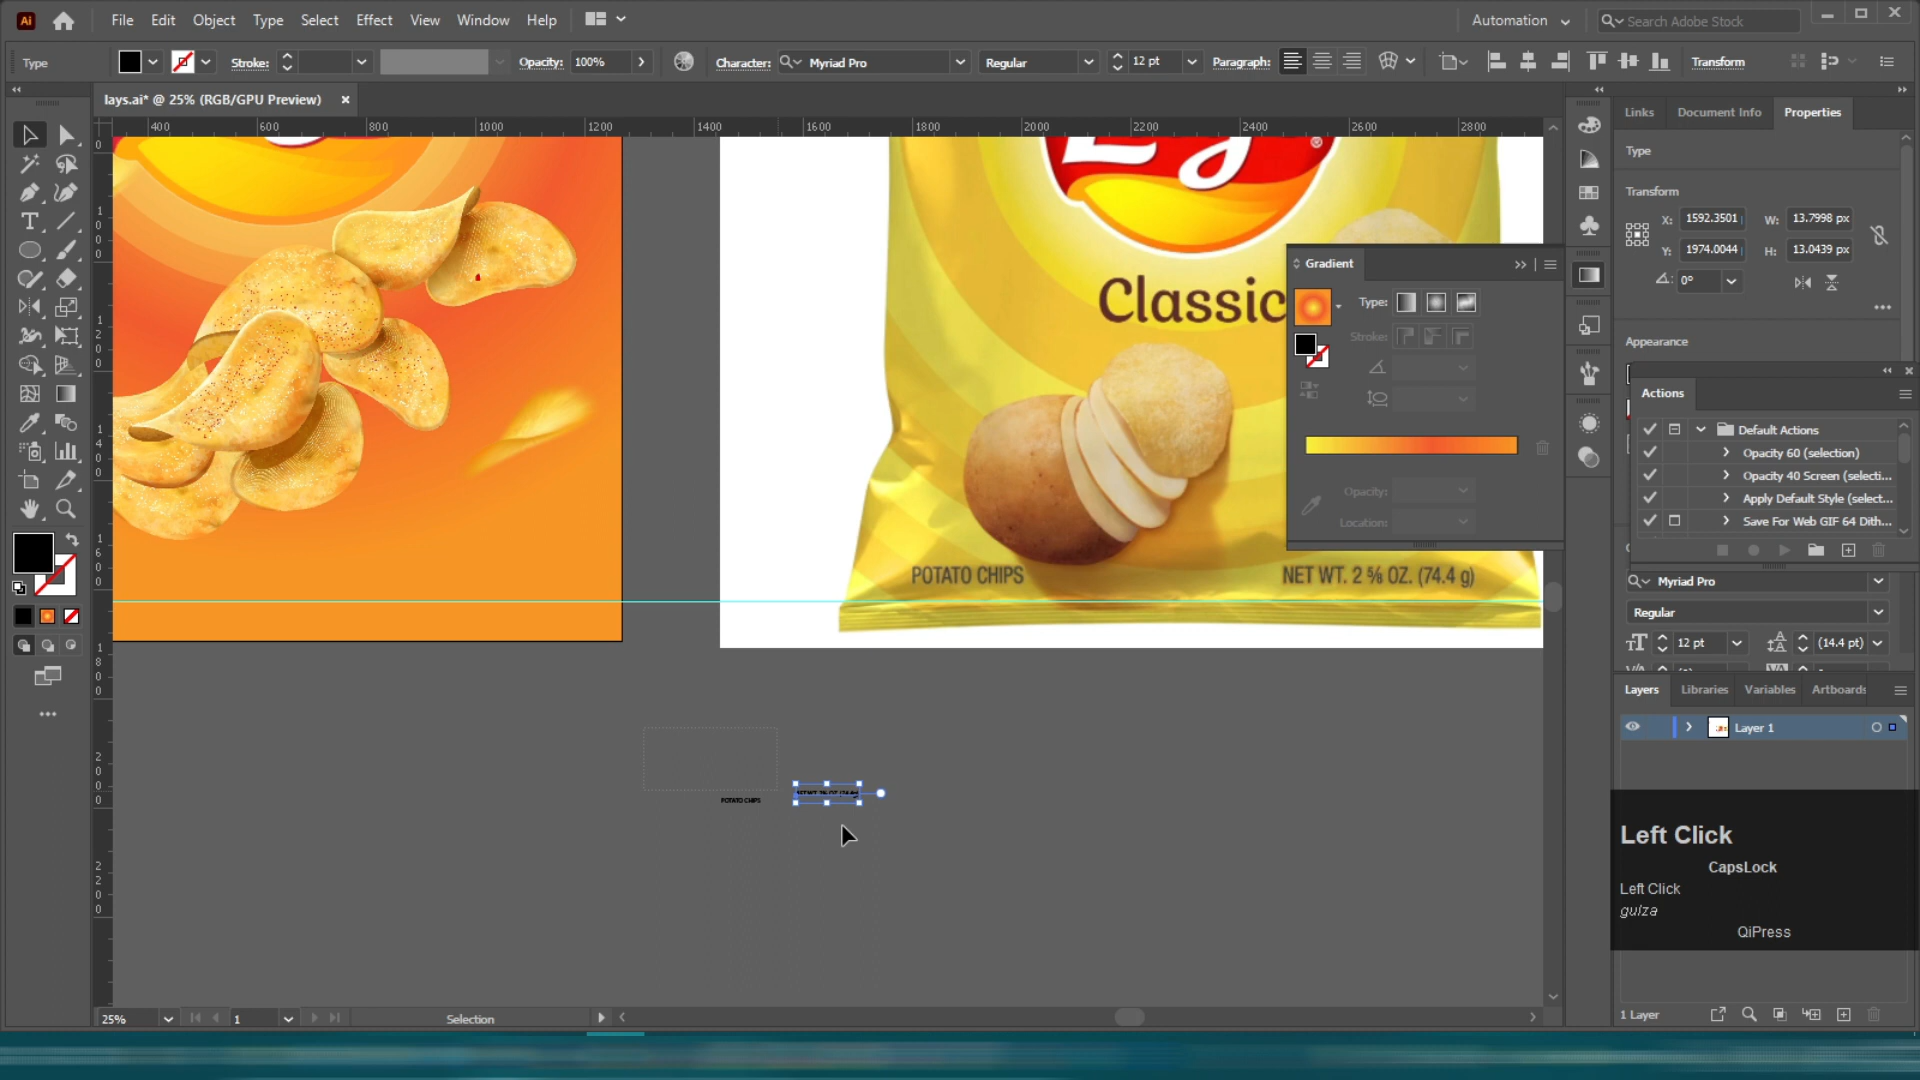 Ai
File Edit Object Type Select Effect View Window Help
Automation
Search Adobe Stock
Type
Stroke:
Opacity: 100%
Character: Myriad Pro
Regular
12 pt
Paragraph:
Transform
lays.ai* @ 25% (RGB/GPU Preview)
Links Document Info Properties
400 600 800 1000 1200 1400 1600 1800 2000 2200 2400 2600 2800
Type
Transform
X: 1592.3501 W: 13.7998 px
Y: 1974.0044 H: 13.0439 px
0°
Appearance
Classic
Gradient
Type:
Stroke:
Opacity:
Location:
Actions
Default Actions
Opacity 60 (selection)
Opacity 40 Screen (selecti...
Apply Default Style (select...
Save For Web GIF 64 Dith...
POTATO CHIPS
NET WT. 2 ⅝ OZ. (74.4 g)
Myriad Pro
Regular
12 pt
(14.4 pt)
Layers Libraries Variables Artboards
Layer 1
POTATO CHIPS
Left Click
CapsLock
Left Click
guíza
QiPress
25%
1
Selection
1 Layer